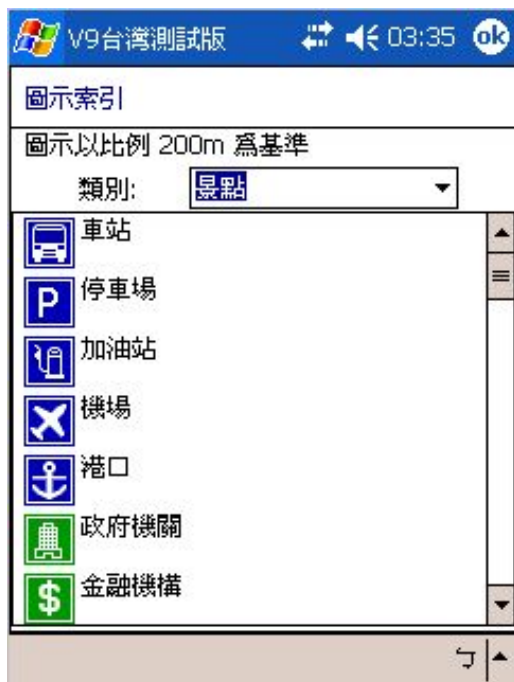 V9台灣測試版 03:35 ok
圖示索引
圖示以比例 200m 為基準
類別: 景點
車站
P 停車場
加油站
機場
港口
政府機關
$ 金融機構
ㄅ